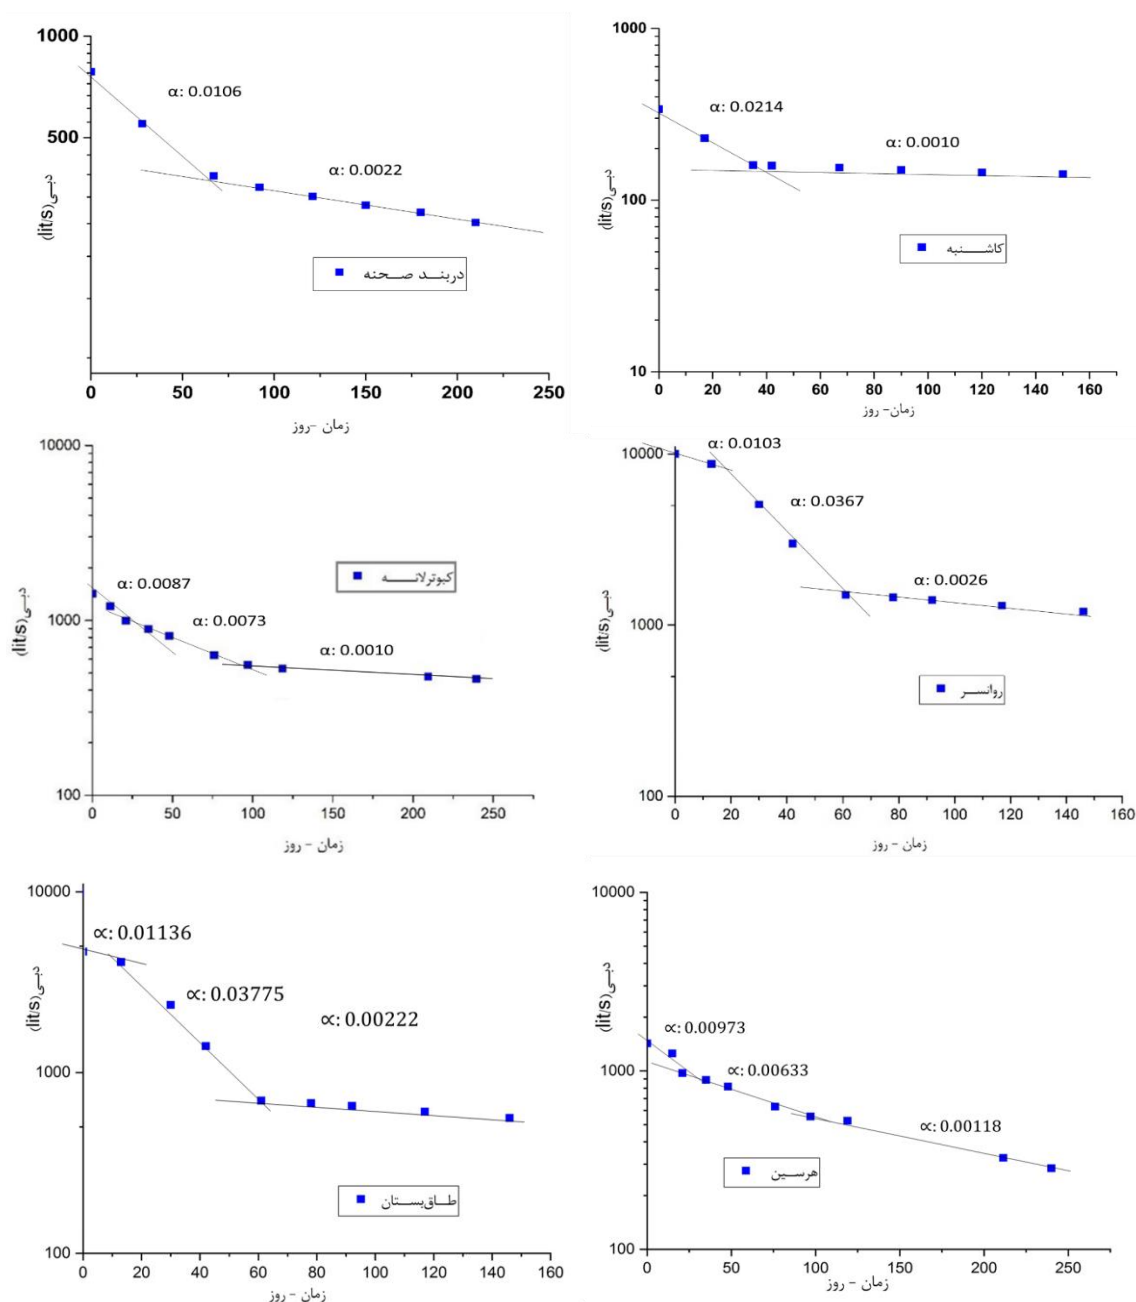 1000
500
α: 0.0106
α: 0.0022
دبی(lit/s)
دربند صحنه
0 50 100 150 200 250
زمان -روز
1000
100
10
α: 0.0214
α: 0.0010
کاشنبه
0 20 40 60 80 100 120 140 160
زمان- روز
10000
1000
100
α: 0.0087
α: 0.0073
α: 0.0010
دبی(lit/s)
کبوترلانه
0 50 100 150 200 250
زمان - روز
10000
1000
100
α: 0.0103
α: 0.0367
α: 0.0026
دبی(lit/s)
روانسر
0 20 40 60 80 100 120 140 160
زمان - روز
10000
1000
100
∝: 0.01136
∝: 0.03775
∝: 0.00222
دبی(lit/s)
طاق‌بستان
0 20 40 60 80 100 120 140 160
زمان - روز
10000
1000
100
∝: 0.00973
∝: 0.00633
∝: 0.00118
دبی(lit/s)
هرسین
0 50 100 150 200 250
زمان - روز